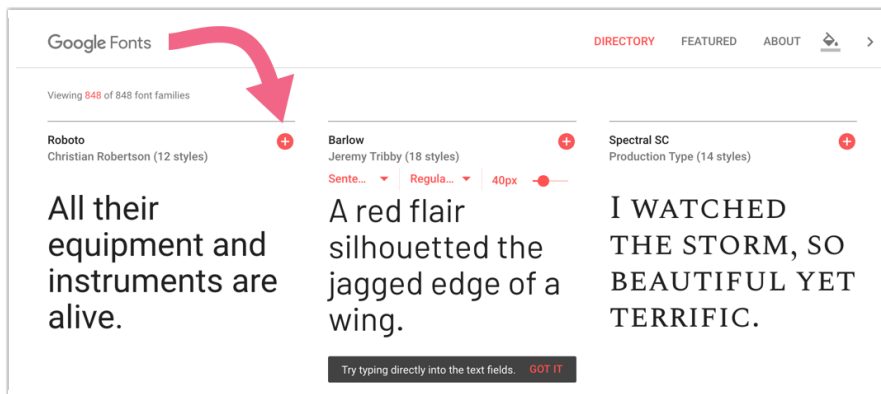 Google Fonts
DIRECTORY FEATURED ABOUT
Viewing 848 of 848 font families
Roboto
Christian Robertson (12 styles)
All their
equipment and
instruments are
alive.
Barlow
Jeremy Tribby (18 styles)
Sente... Regula... 40px
A red flair
silhouetted the
jagged edge of a
wing.
Try typing directly into the text fields. GOT IT
Spectral SC
Production Type (14 styles)
I WATCHED
THE STORM, SO
BEAUTIFUL YET
TERRIFIC.